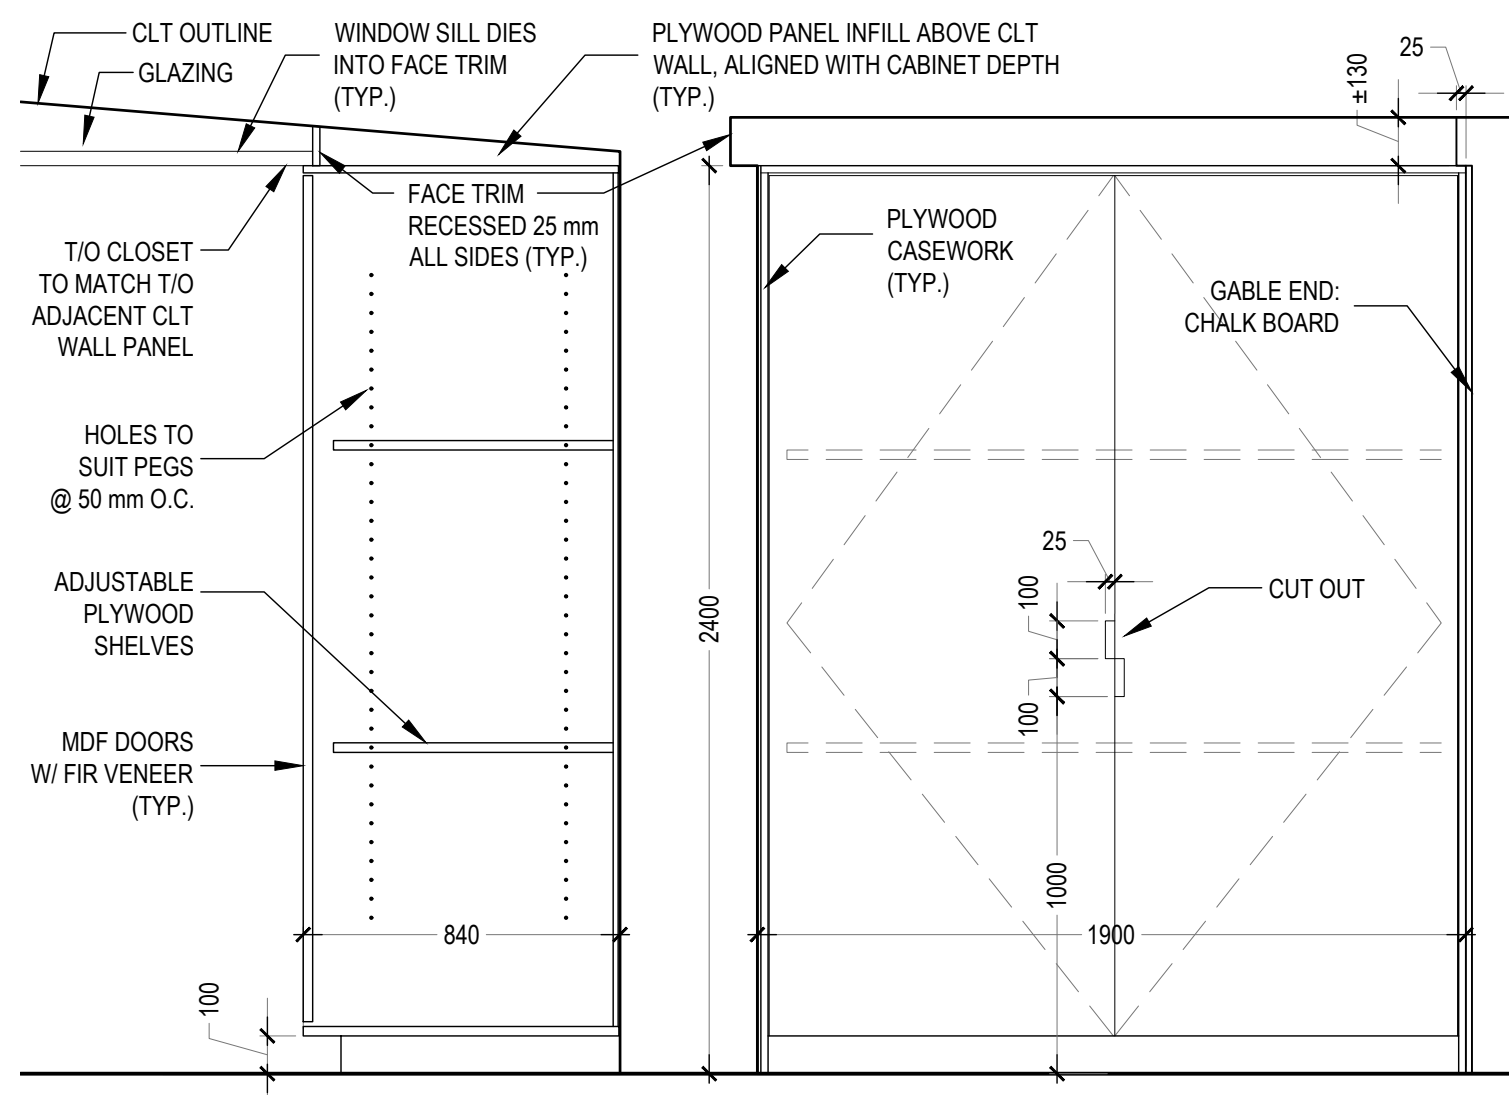 CLT OUTLINE
GLAZING
WINDOW SILL DIES
INTO FACE TRIM
(TYP.)
PLYWOOD PANEL INFILL ABOVE CLT
WALL, ALIGNED WITH CABINET DEPTH
(TYP.)
±130
25
FACE TRIM
RECESSED 25 mm
ALL SIDES (TYP.)
T/O CLOSET
TO MATCH T/O
ADJACENT CLT
WALL PANEL
PLYWOOD
CASEWORK
(TYP.)
GABLE END:
CHALK BOARD
HOLES TO
SUIT PEGS
@ 50 mm O.C.
ADJUSTABLE
PLYWOOD
SHELVES
MDF DOORS
W/ FIR VENEER
(TYP.)
2400
25
100
100
CUT OUT
1000
840
1900
100